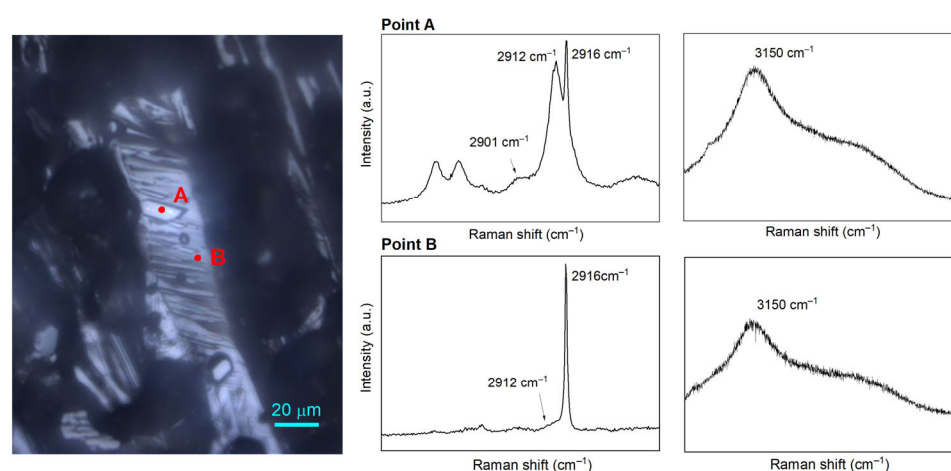 Point A
2912 cm⁻¹
2916 cm⁻¹
2901 cm⁻¹
Intensity (a.u.)
Raman shift (cm⁻¹)
3150 cm⁻¹
Raman shift (cm⁻¹)
A
B
20 μm
Point B
2916cm⁻¹
2912 cm⁻¹
Intensity (a.u.)
Raman shift (cm⁻¹)
3150 cm⁻¹
Raman shift (cm⁻¹)